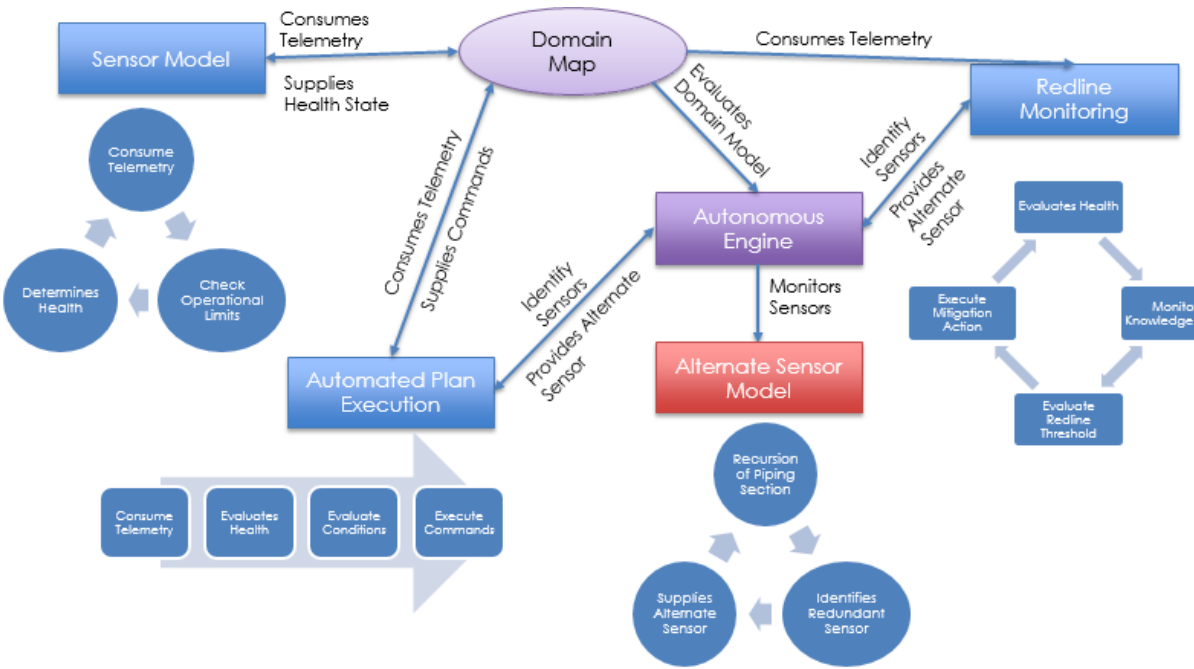 Sensor Model
Consumes
Telemetry
Supplies
Health State
Domain
Map
Consumes Telemetry
Redline
Monitoring
Evaluates
Domain Model
Identify
Sensors
Provides
Alternate
Sensor
Consumes Telemetry
Supplies Commands
Autonomous
Engine
Identify
Sensors
Provides Alternate
Sensor
Monitors
Sensors
Automated Plan
Execution
Alternate Sensor
Model
Consume
Telemetry
Check
Operational
Limits
Determines
Health
Evaluates Health
Monito
Knowledge
Evaluate
Redline
Threshold
Execute
Mitigation
Action
Consume
Telemetry
Evaluates
Health
Evaluate
Conditions
Execute
Commands
Recursion
of Piping
Section
Identifies
Redundant
Sensor
Supplies
Alternate
Sensor